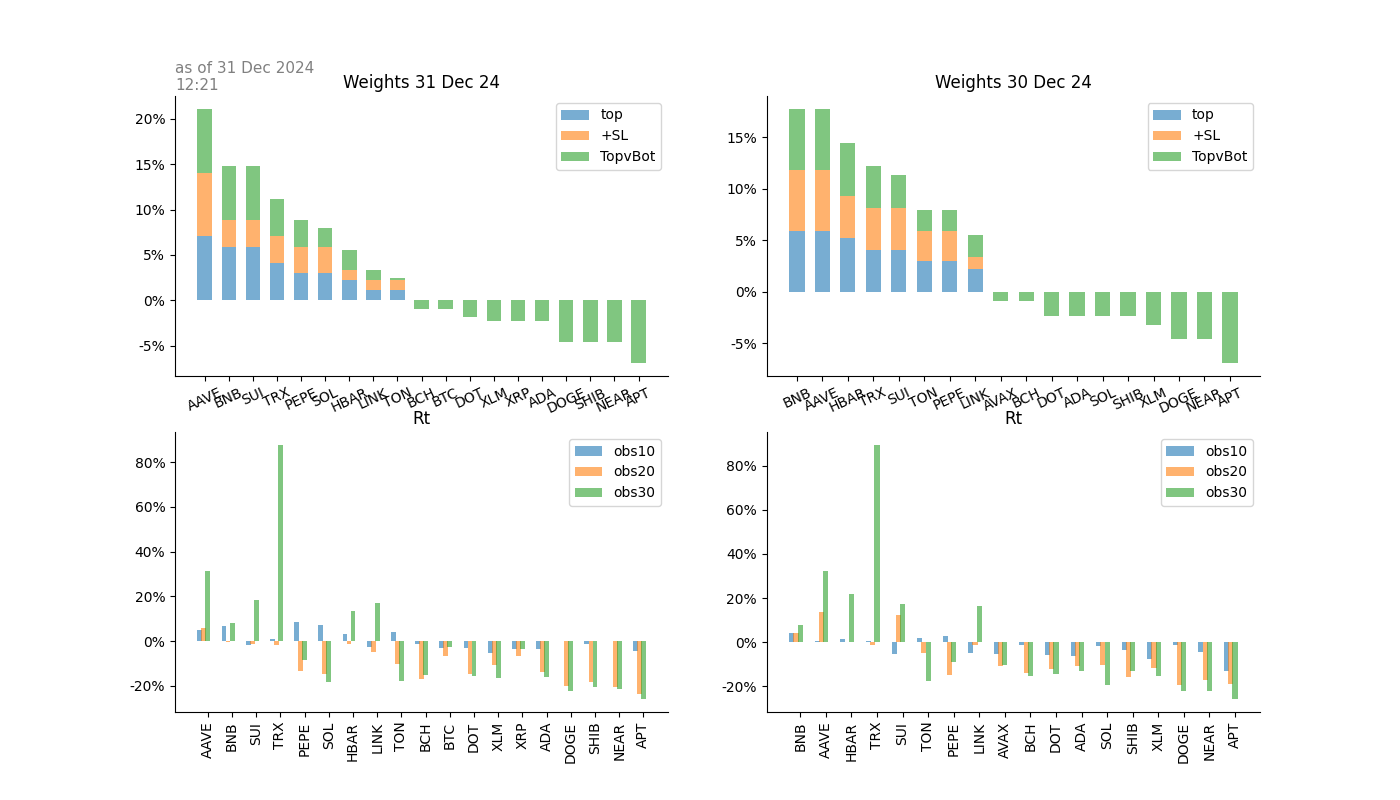 as of 31 Dec 2024
12:21
Weights 31 Dec 24
20%
15%
10%
5%
0%
-5%
top
+SL
TopvBot
AAVE BNB SUI TRX PEPE SOL HBAR LINK TON BCH BTC DOT XLM XRP ADA DOGE SHIB NEAR APT
Weights 30 Dec 24
15%
10%
5%
0%
-5%
top
+SL
TopvBot
BNB AAVE HBAR TRX SUI TON PEPE LINK AVAX BCH DOT ADA SOL SHIB XLM DOGE NEAR APT
Rt
80%
60%
40%
20%
0%
-20%
obs10
obs20
obs30
AAVE BNB SUI TRX PEPE SOL HBAR LINK TON BCH BTC DOT XLM XRP ADA DOGE SHIB NEAR APT
Rt
80%
60%
40%
20%
0%
-20%
obs10
obs20
obs30
BNB AAVE HBAR TRX SUI TON PEPE LINK AVAX BCH DOT ADA SOL SHIB XLM DOGE NEAR APT